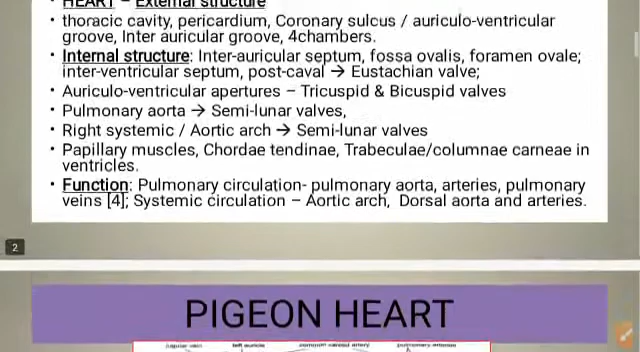 HEART – External structure
• thoracic cavity, pericardium, Coronary sulcus / auriculo-ventricular
groove, Inter auricular groove, 4chambers.
• Internal structure: Inter-auricular septum, fossa ovalis, foramen ovale;
inter-ventricular septum, post-caval → Eustachian valve;
• Auriculo-ventricular apertures – Tricuspid & Bicuspid valves
• Pulmonary aorta → Semi-lunar valves,
• Right systemic / Aortic arch → Semi-lunar valves
• Papillary muscles, Chordae tendinae, Trabeculae/columnae carneae in
ventricles.
• Function: Pulmonary circulation- pulmonary aorta, arteries, pulmonary
veins [4]; Systemic circulation – Aortic arch,  Dorsal aorta and arteries.
2
PIGEON HEART
left auricle
common carotid artery